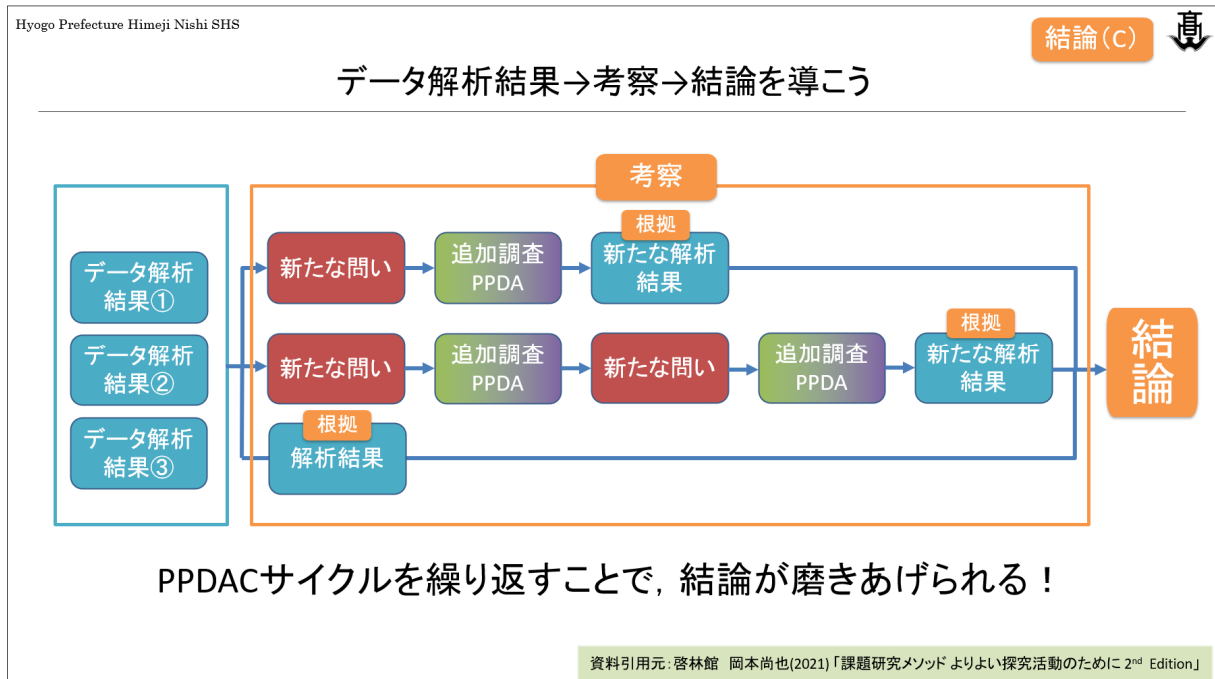 Hyogo Prefecture Himeji Nishi SHS
結論(C)
データ解析結果→考察→結論を導こう
考察
データ解析
結果①
データ解析
結果②
データ解析
結果③
新たな問い
追加調査
PPDA
根拠
新たな解析
結果
新たな問い
追加調査
PPDA
新たな問い
追加調査
PPDA
根拠
新たな解析
結果
根拠
解析結果
結論
PPDACサイクルを繰り返すことで, 結論が磨きあげられる！
資料引用元:啓林館 岡本尚也(2021)「課題研究メソッド よりよい探究活動のために 2nd Edition」